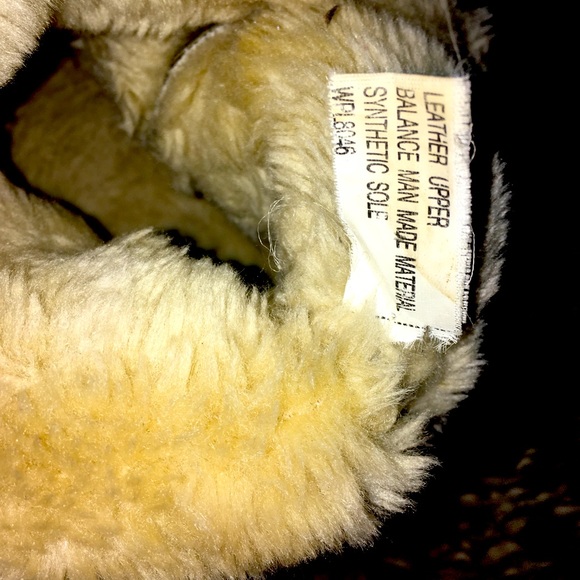 LEATHER UPPER
BALANCE MAN MADE MATERIAL
SYNTHETIC SOLE
WPL8046